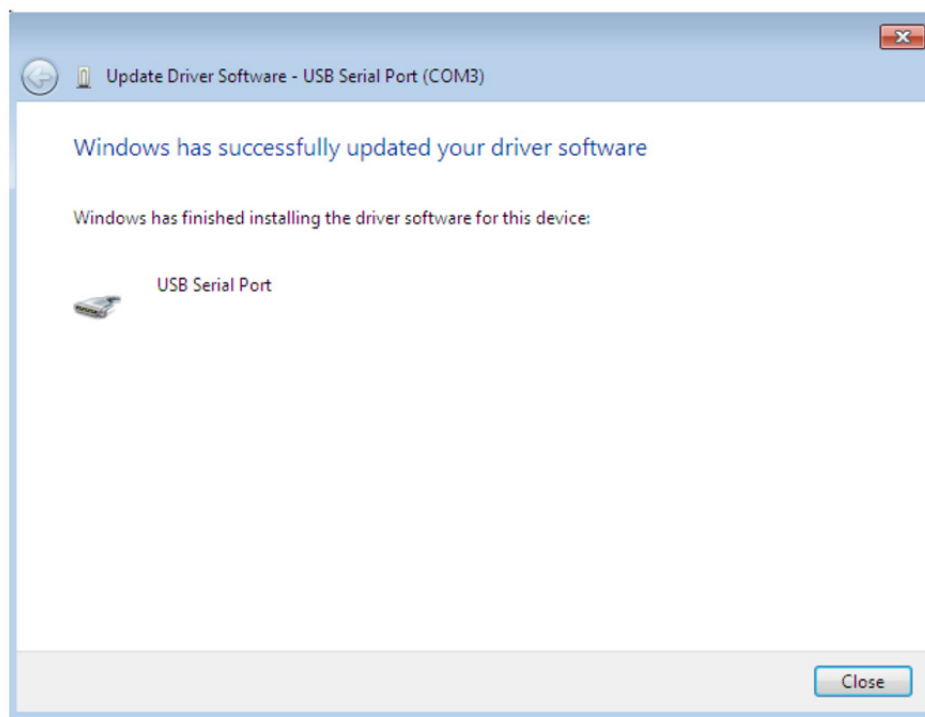 Update Driver Software - USB Serial Port (COM3)
Windows has successfully updated your driver software
Windows has finished installing the driver software for this device:
USB Serial Port
Close